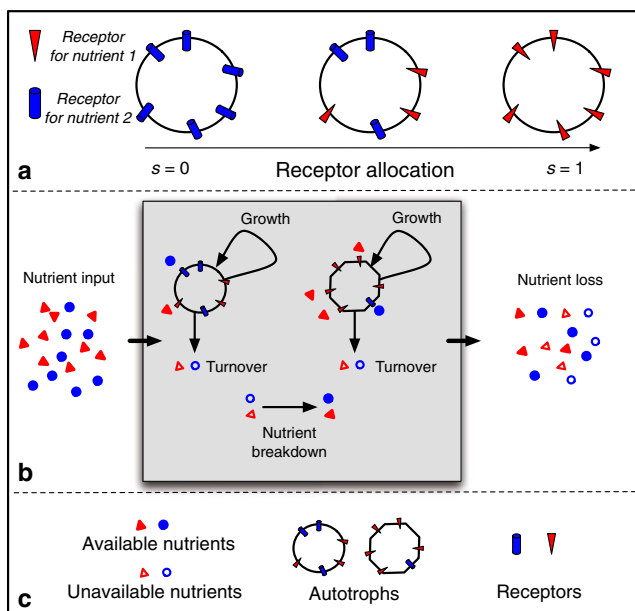 Receptor
for nutrient 1
Receptor
for nutrient 2
a
s = 0
Receptor allocation
s = 1
Growth
Growth
Nutrient input
Nutrient loss
Turnover
Turnover
Nutrient
breakdown
b
Available nutrients
Unavailable nutrients
Autotrophs
Receptors
c